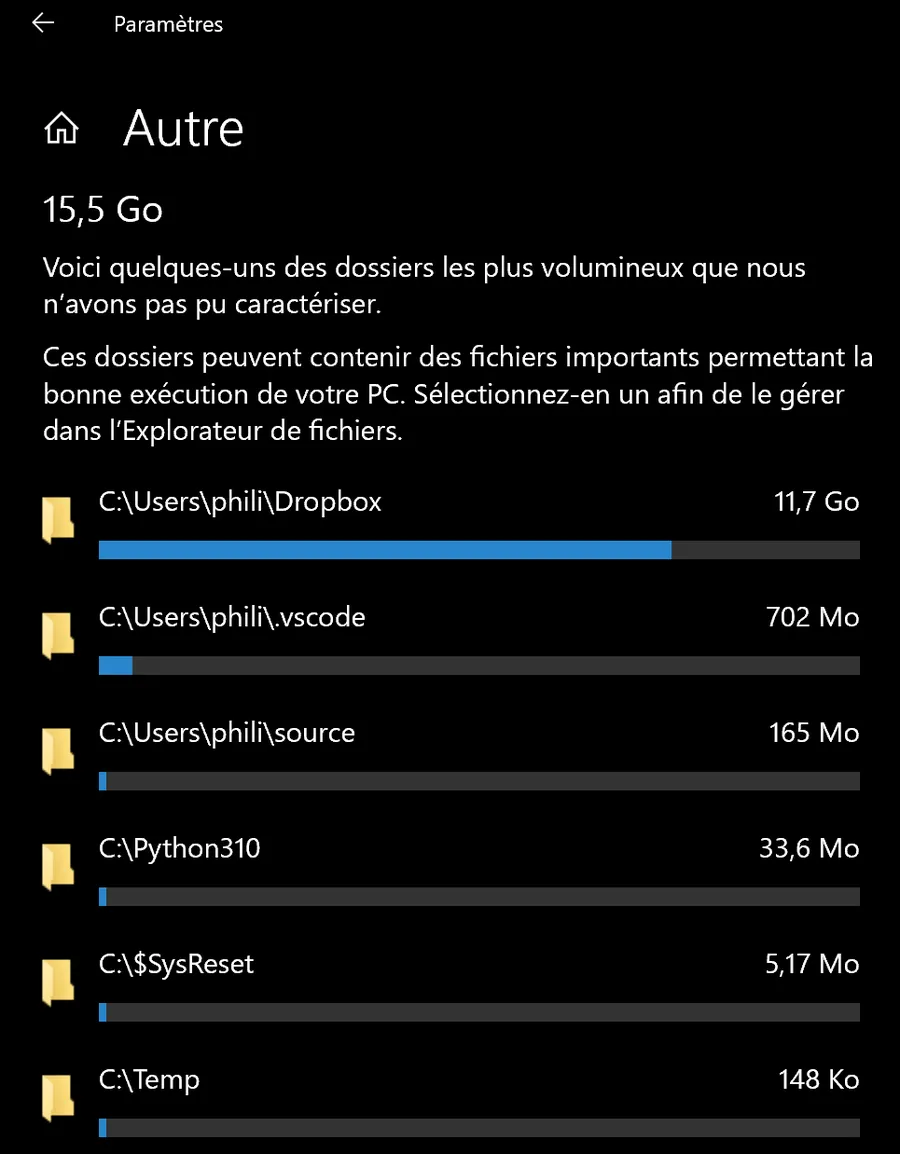 Paramètres
Autre
15,5 Go
Voici quelques-uns des dossiers les plus volumineux que nous
n’avons pas pu caractériser.
Ces dossiers peuvent contenir des fichiers importants permettant la
bonne exécution de votre PC. Sélectionnez-en un afin de le gérer
dans l’Explorateur de fichiers.
C:\Users\phili\Dropbox 11,7 Go
C:\Users\phili\.vscode 702 Mo
C:\Users\phili\source 165 Mo
C:\Python310 33,6 Mo
C:\$SysReset 5,17 Mo
C:\Temp 148 Ko